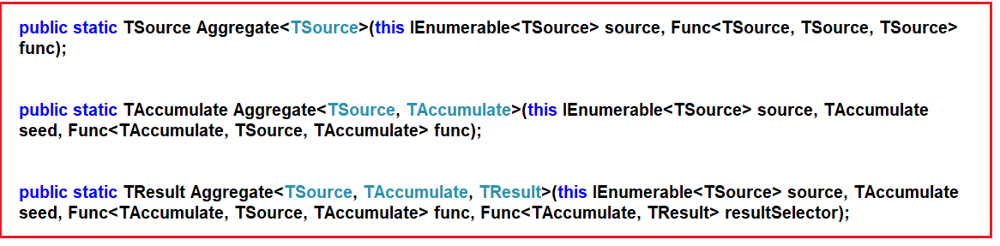 public static TSource Aggregate<TSource>(this IEnumerable<TSource> source, Func<TSource, TSource, TSource>
func);
public static TAccumulate Aggregate<TSource, TAccumulate>(this IEnumerable<TSource> source, TAccumulate
seed, Func<TAccumulate, TSource, TAccumulate> func);
public static TResult Aggregate<TSource, TAccumulate, TResult>(this IEnumerable<TSource> source, TAccumulate
seed, Func<TAccumulate, TSource, TAccumulate> func, Func<TAccumulate, TResult> resultSelector);